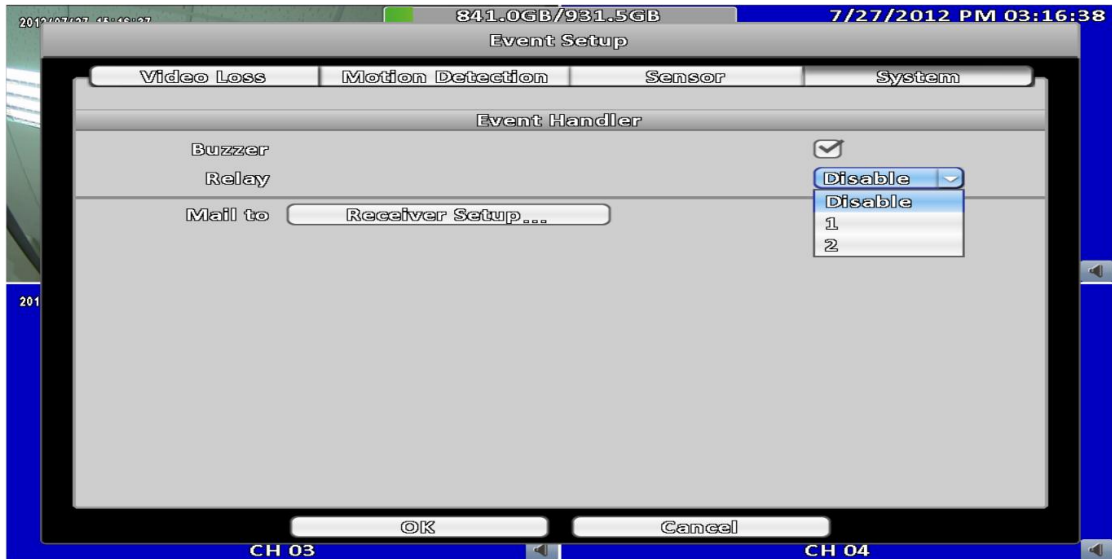 841.0GB/931.5GB
7/27/2012 PM 03:16:38
Event Setup
Video Loss
Motion Detection
Sensor
System
Event Handler
Buzzer
Relay
Disable
Disable
1
2
Mail to
Receiver Setup...
201
OK
Cancel
CH 03
CH 04